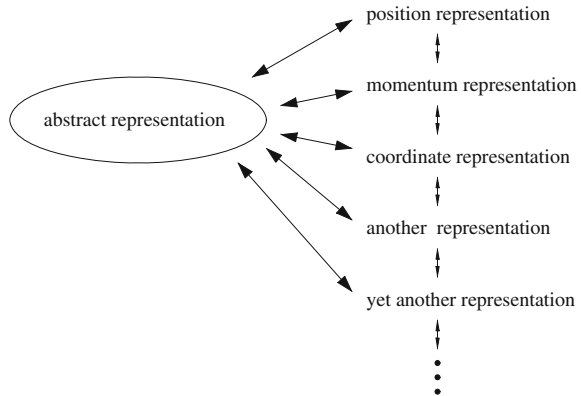 position representation
momentum representation
abstract representation
coordinate representation
another representation
yet another representation